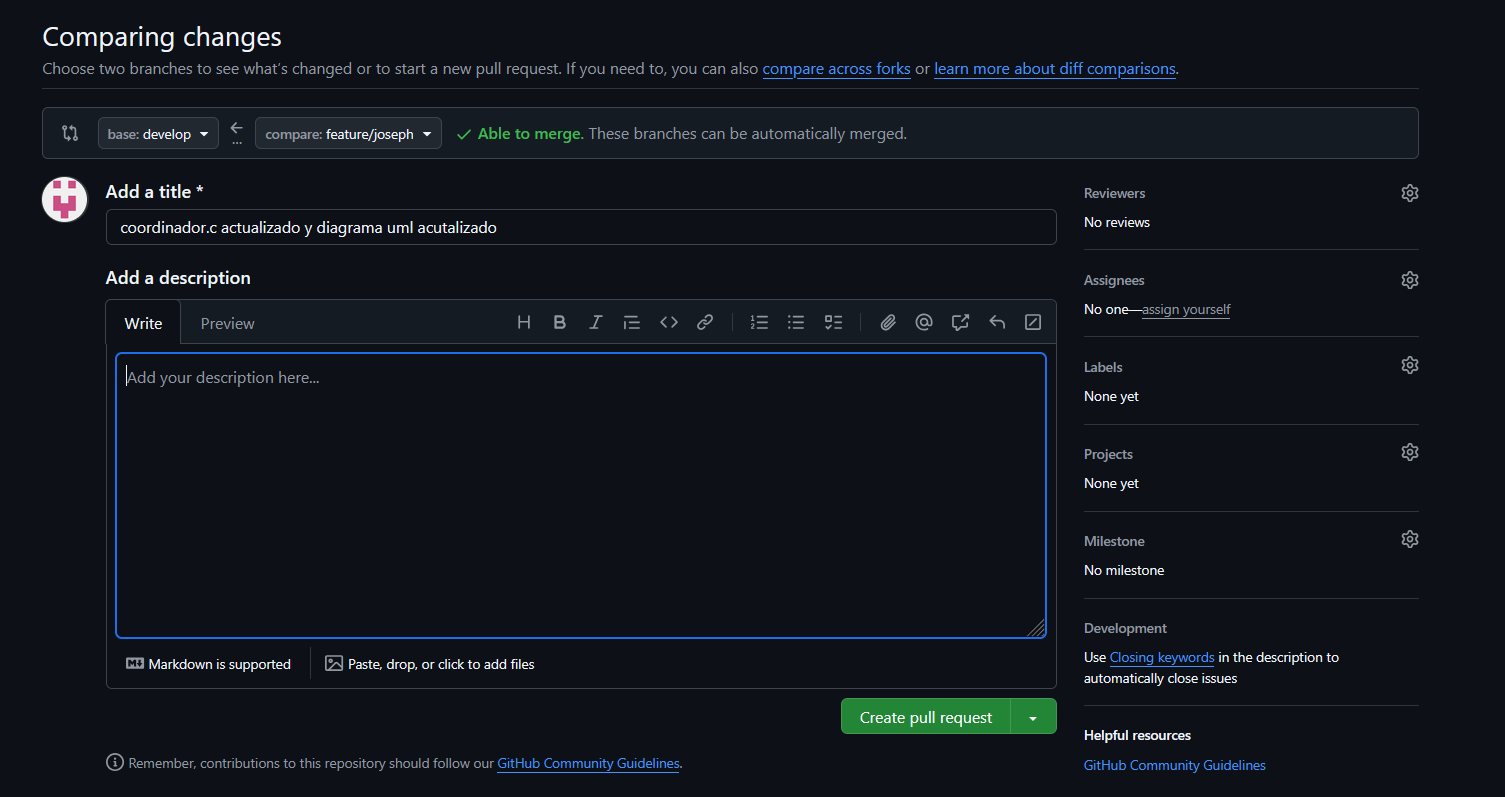 Comparing changes
Choose two branches to see what's changed or to start a new pull request. If you need to, you can also compare across forks or learn more about diff comparisons.
base: develop
...
compare: feature/joseph
Able to merge. These branches can be automatically merged.
Add a title *
coordinador.c actualizado y diagrama uml acutalizado
Add a description
Write
Preview
Add your description here...
Markdown is supported
Paste, drop, or click to add files
Create pull request
Remember, contributions to this repository should follow our GitHub Community Guidelines.
Reviewers
No reviews
Assignees
No one—assign yourself
Labels
None yet
Projects
None yet
Milestone
No milestone
Development
Use Closing keywords in the description to
automatically close issues
Helpful resources
GitHub Community Guidelines